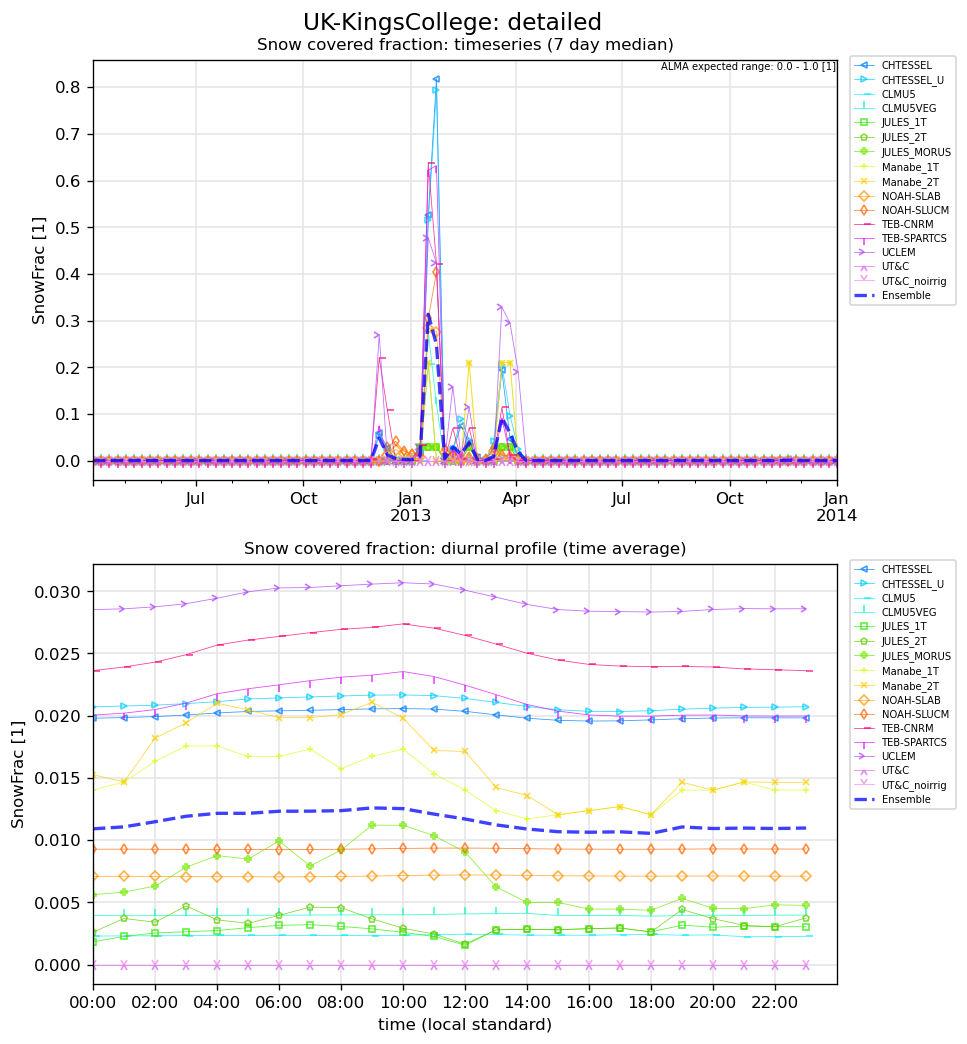 UK-KingsCollege: detailed
Snow covered fraction: timeseries (7 day median)
ALMA expected range: 0.0 - 1.0 [1]
SnowFrac [1]
0.8
0.7
0.6
0.5
0.4
0.3
0.2
0.1
0.0
Jul
Oct
Jan
2013
Apr
Jul
Oct
Jan
2014
CHTESSEL
CHTESSEL_U
CLMU5
CLMU5VEG
JULES_1T
JULES_2T
JULES_MORUS
Manabe_1T
Manabe_2T
NOAH-SLAB
NOAH-SLUCM
TEB-CNRM
TEB-SPARTCS
UCLEM
UT&C
UT&C_noirrig
Ensemble
Snow covered fraction: diurnal profile (time average)
SnowFrac [1]
0.030
0.025
0.020
0.015
0.010
0.005
0.000
00:00
02:00
04:00
06:00
08:00
10:00
12:00
14:00
16:00
18:00
20:00
22:00
time (local standard)
CHTESSEL
CHTESSEL_U
CLMU5
CLMU5VEG
JULES_1T
JULES_2T
JULES_MORUS
Manabe_1T
Manabe_2T
NOAH-SLAB
NOAH-SLUCM
TEB-CNRM
TEB-SPARTCS
UCLEM
UT&C
UT&C_noirrig
Ensemble